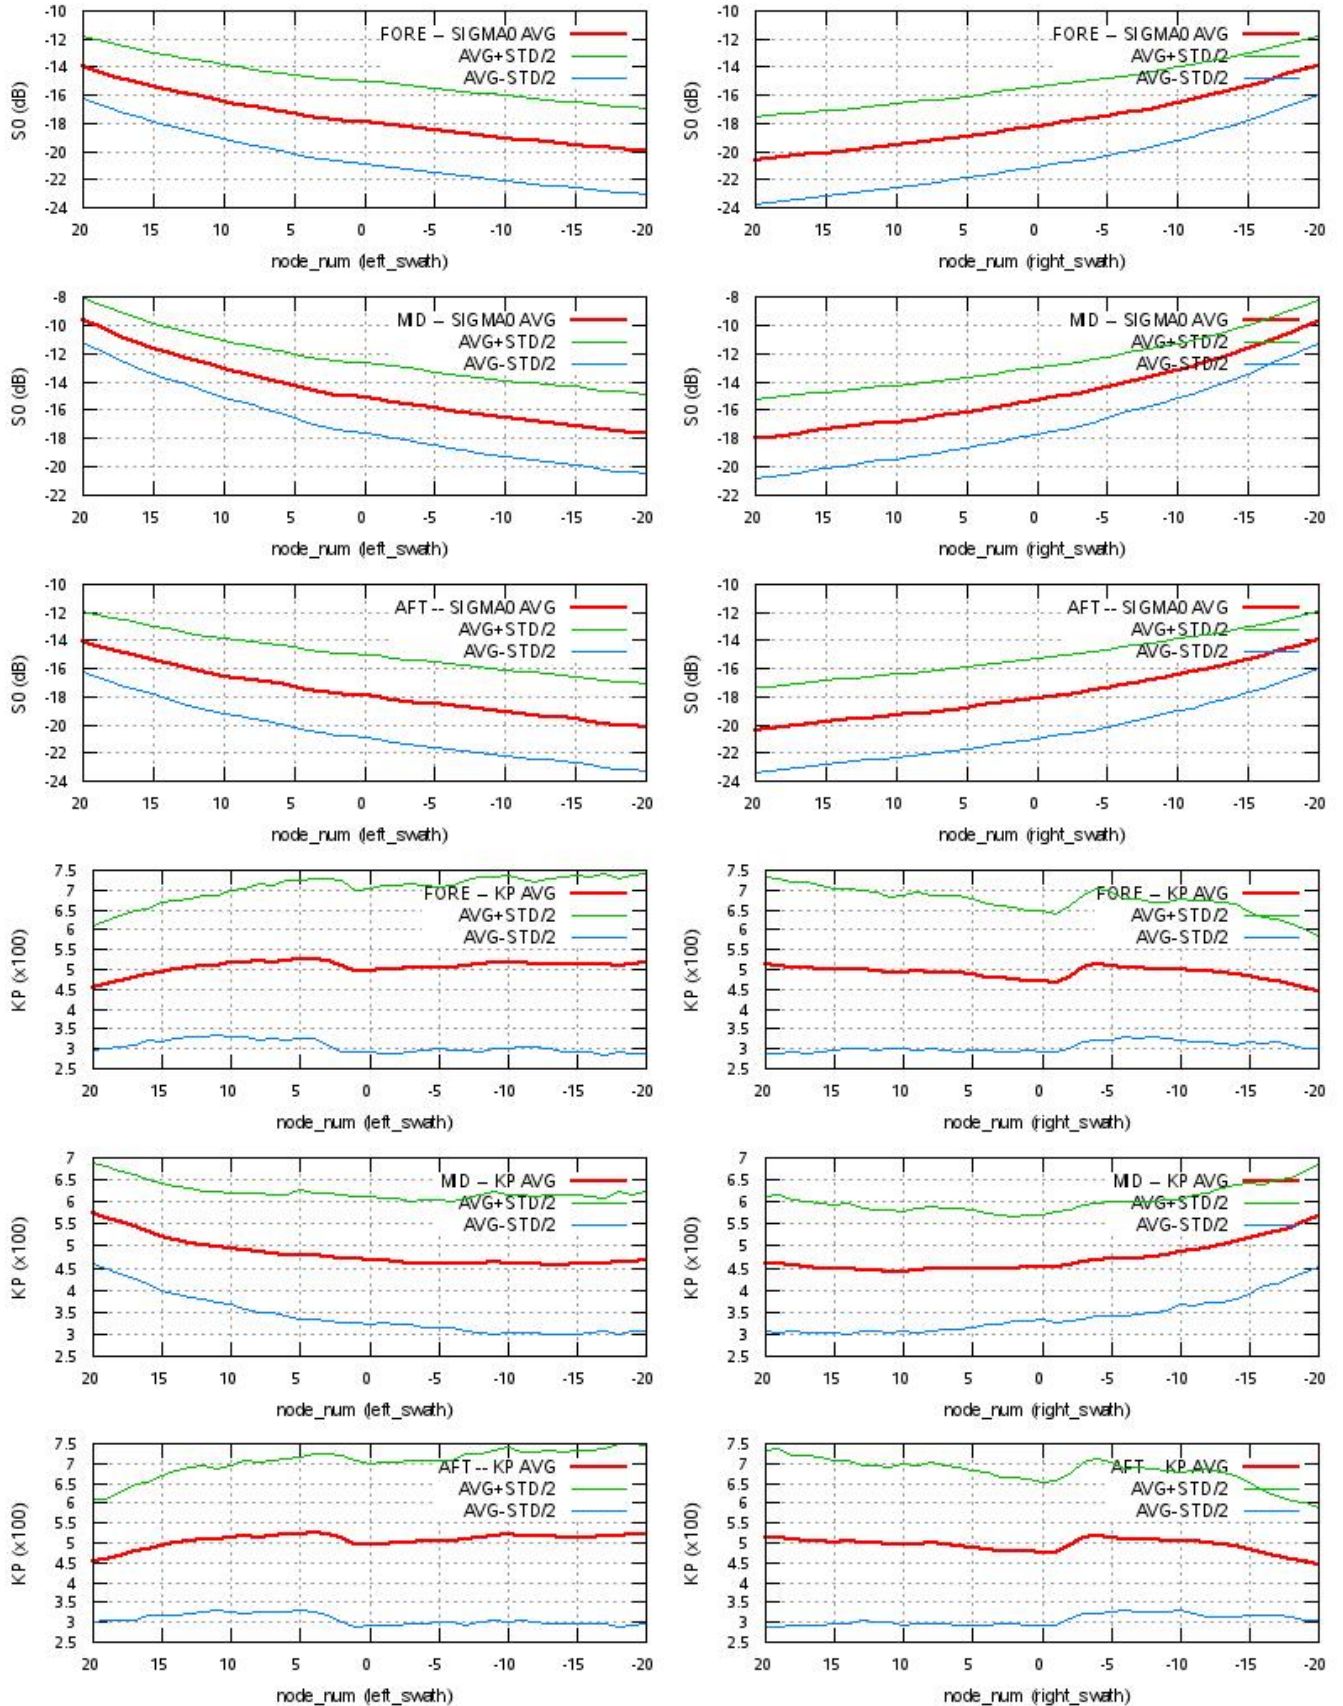 -10
-12
-14
-16
-18
-20
-22
-24
S0 (dB)
FORE -- SIGMA0 AVG
AVG+STD/2
AVG-STD/2
20 15 10 5 0 -5 -10 -15 -20
node_num (left_swath)
-10
-12
-14
-16
-18
-20
-22
-24
S0 (dB)
FORE -- SIGMA0 AVG
AVG+STD/2
AVG-STD/2
20 15 10 5 0 -5 -10 -15 -20
node_num (right_swath)
-8
-10
-12
-14
-16
-18
-20
-22
S0 (dB)
MID -- SIGMA0 AVG
AVG+STD/2
AVG-STD/2
20 15 10 5 0 -5 -10 -15 -20
node_num (left_swath)
-8
-10
-12
-14
-16
-18
-20
-22
S0 (dB)
MID -- SIGMA0 AVG
AVG+STD/2
AVG-STD/2
20 15 10 5 0 -5 -10 -15 -20
node_num (right_swath)
-10
-12
-14
-16
-18
-20
-22
-24
S0 (dB)
AFT -- SIGMA0 AVG
AVG+STD/2
AVG-STD/2
20 15 10 5 0 -5 -10 -15 -20
node_num (left_swath)
-10
-12
-14
-16
-18
-20
-22
-24
S0 (dB)
AFT -- SIGMA0 AVG
AVG+STD/2
AVG-STD/2
20 15 10 5 0 -5 -10 -15 -20
node_num (right_swath)
7.5
7
6.5
6
5.5
5
4.5
4
3.5
3
2.5
KP (x100)
FORE -- KP AVG
AVG+STD/2
AVG-STD/2
20 15 10 5 0 -5 -10 -15 -20
node_num (left_swath)
7.5
7
6.5
6
5.5
5
4.5
4
3.5
3
2.5
KP (x100)
FORE -- KP AVG
AVG+STD/2
AVG-STD/2
20 15 10 5 0 -5 -10 -15 -20
node_num (right_swath)
7
6.5
6
5.5
5
4.5
4
3.5
3
2.5
KP (x100)
MID -- KP AVG
AVG+STD/2
AVG-STD/2
20 15 10 5 0 -5 -10 -15 -20
node_num (left_swath)
7
6.5
6
5.5
5
4.5
4
3.5
3
2.5
KP (x100)
MID -- KP AVG
AVG+STD/2
AVG-STD/2
20 15 10 5 0 -5 -10 -15 -20
node_num (right_swath)
7.5
7
6.5
6
5.5
5
4.5
4
3.5
3
2.5
KP (x100)
AFT -- KP AVG
AVG+STD/2
AVG-STD/2
20 15 10 5 0 -5 -10 -15 -20
node_num (left_swath)
7.5
7
6.5
6
5.5
5
4.5
4
3.5
3
2.5
KP (x100)
AFT -- KP AVG
AVG+STD/2
AVG-STD/2
20 15 10 5 0 -5 -10 -15 -20
node_num (right_swath)